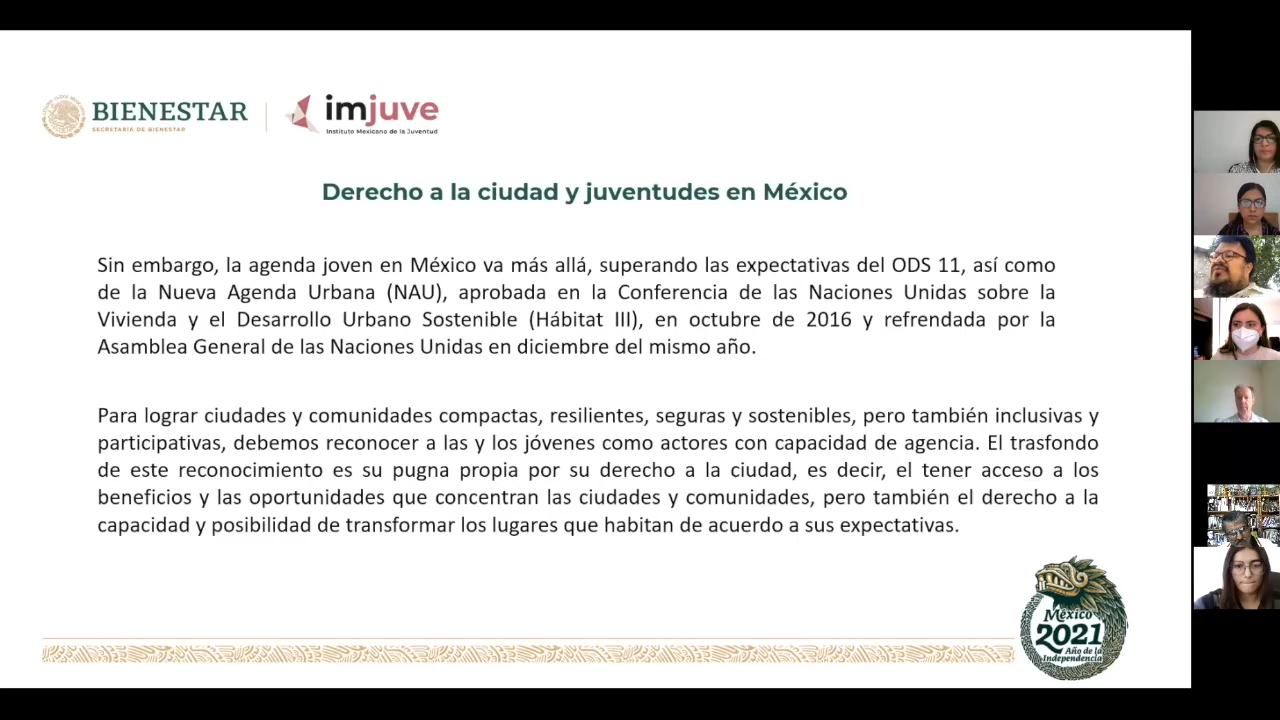 BIENESTAR
SECRETARÍA DE BIENESTAR
imjuve
Instituto Mexicano de la Juventud
Derecho a la ciudad y juventudes en México
Sin embargo, la agenda joven en México va más allá, superando las expectativas del ODS 11, así como
de la Nueva Agenda Urbana (NAU), aprobada en la Conferencia de las Naciones Unidas sobre la
Vivienda y el Desarrollo Urbano Sostenible (Hábitat III), en octubre de 2016 y refrendada por la
Asamblea General de las Naciones Unidas en diciembre del mismo año.
Para lograr ciudades y comunidades compactas, resilientes, seguras y sostenibles, pero también inclusivas y
participativas, debemos reconocer a las y los jóvenes como actores con capacidad de agencia. El trasfondo
de este reconocimiento es su pugna propia por su derecho a la ciudad, es decir, el tener acceso a los
beneficios y las oportunidades que concentran las ciudades y comunidades, pero también el derecho a la
capacidad y posibilidad de transformar los lugares que habitan de acuerdo a sus expectativas.
México
2021
Año de la
Independencia